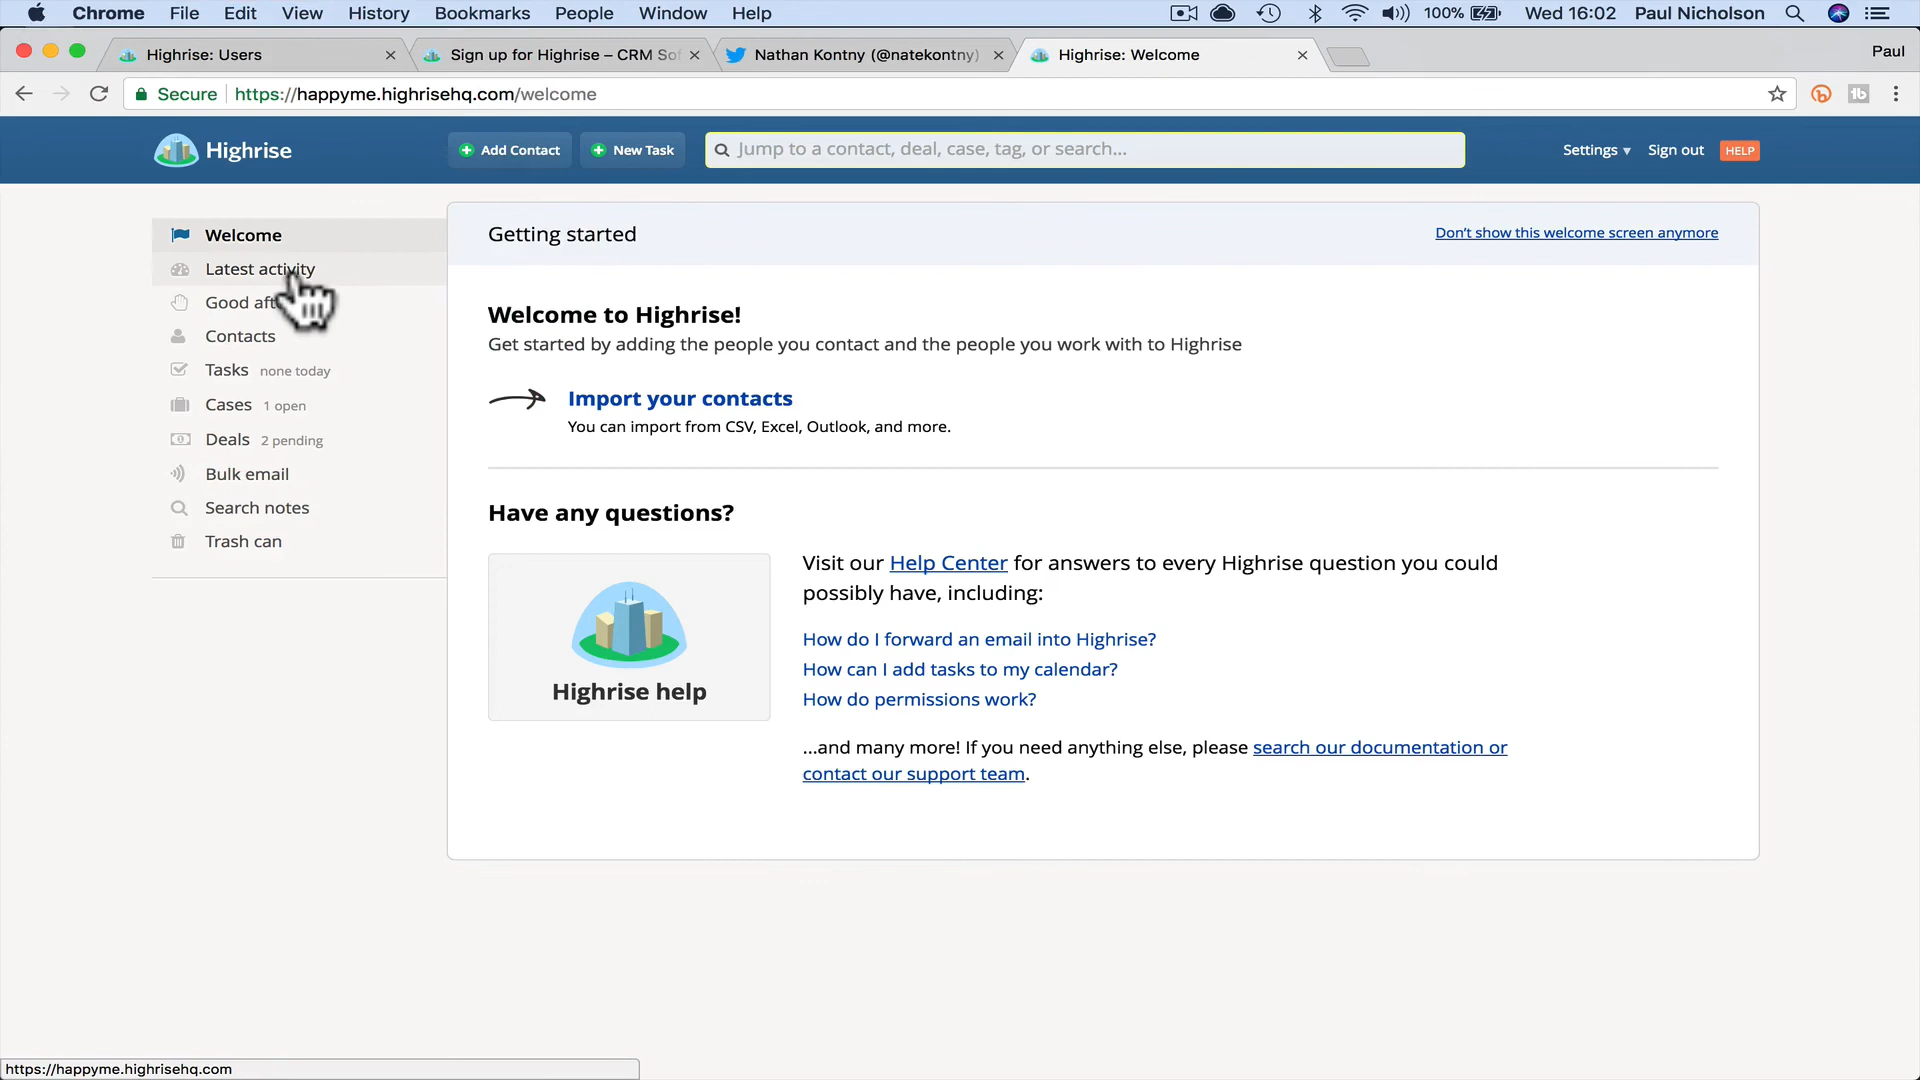 Chrome File Edit View History Bookmarks People Window Help 100% Wed 16:02 Paul Nicholson
Highrise: Users Sign up for Highrise – CRM Sof Nathan Kontny (@natekontny) Highrise: Welcome Paul
Secure https://happyme.highrisehq.com/welcome
Highrise Add Contact New Task Jump to a contact, deal, case, tag, or search... Settings Sign out HELP
Welcome
Latest activity
Good aft
Contacts
Tasks none today
Cases 1 open
Deals 2 pending
Bulk email
Search notes
Trash can
Getting started Don't show this welcome screen anymore
Welcome to Highrise!
Get started by adding the people you contact and the people you work with to Highrise
Import your contacts
You can import from CSV, Excel, Outlook, and more.
Have any questions?
Highrise help
Visit our Help Center for answers to every Highrise question you could
possibly have, including:
How do I forward an email into Highrise?
How can I add tasks to my calendar?
How do permissions work?
...and many more! If you need anything else, please search our documentation or
contact our support team.
https://happyme.highrisehq.com